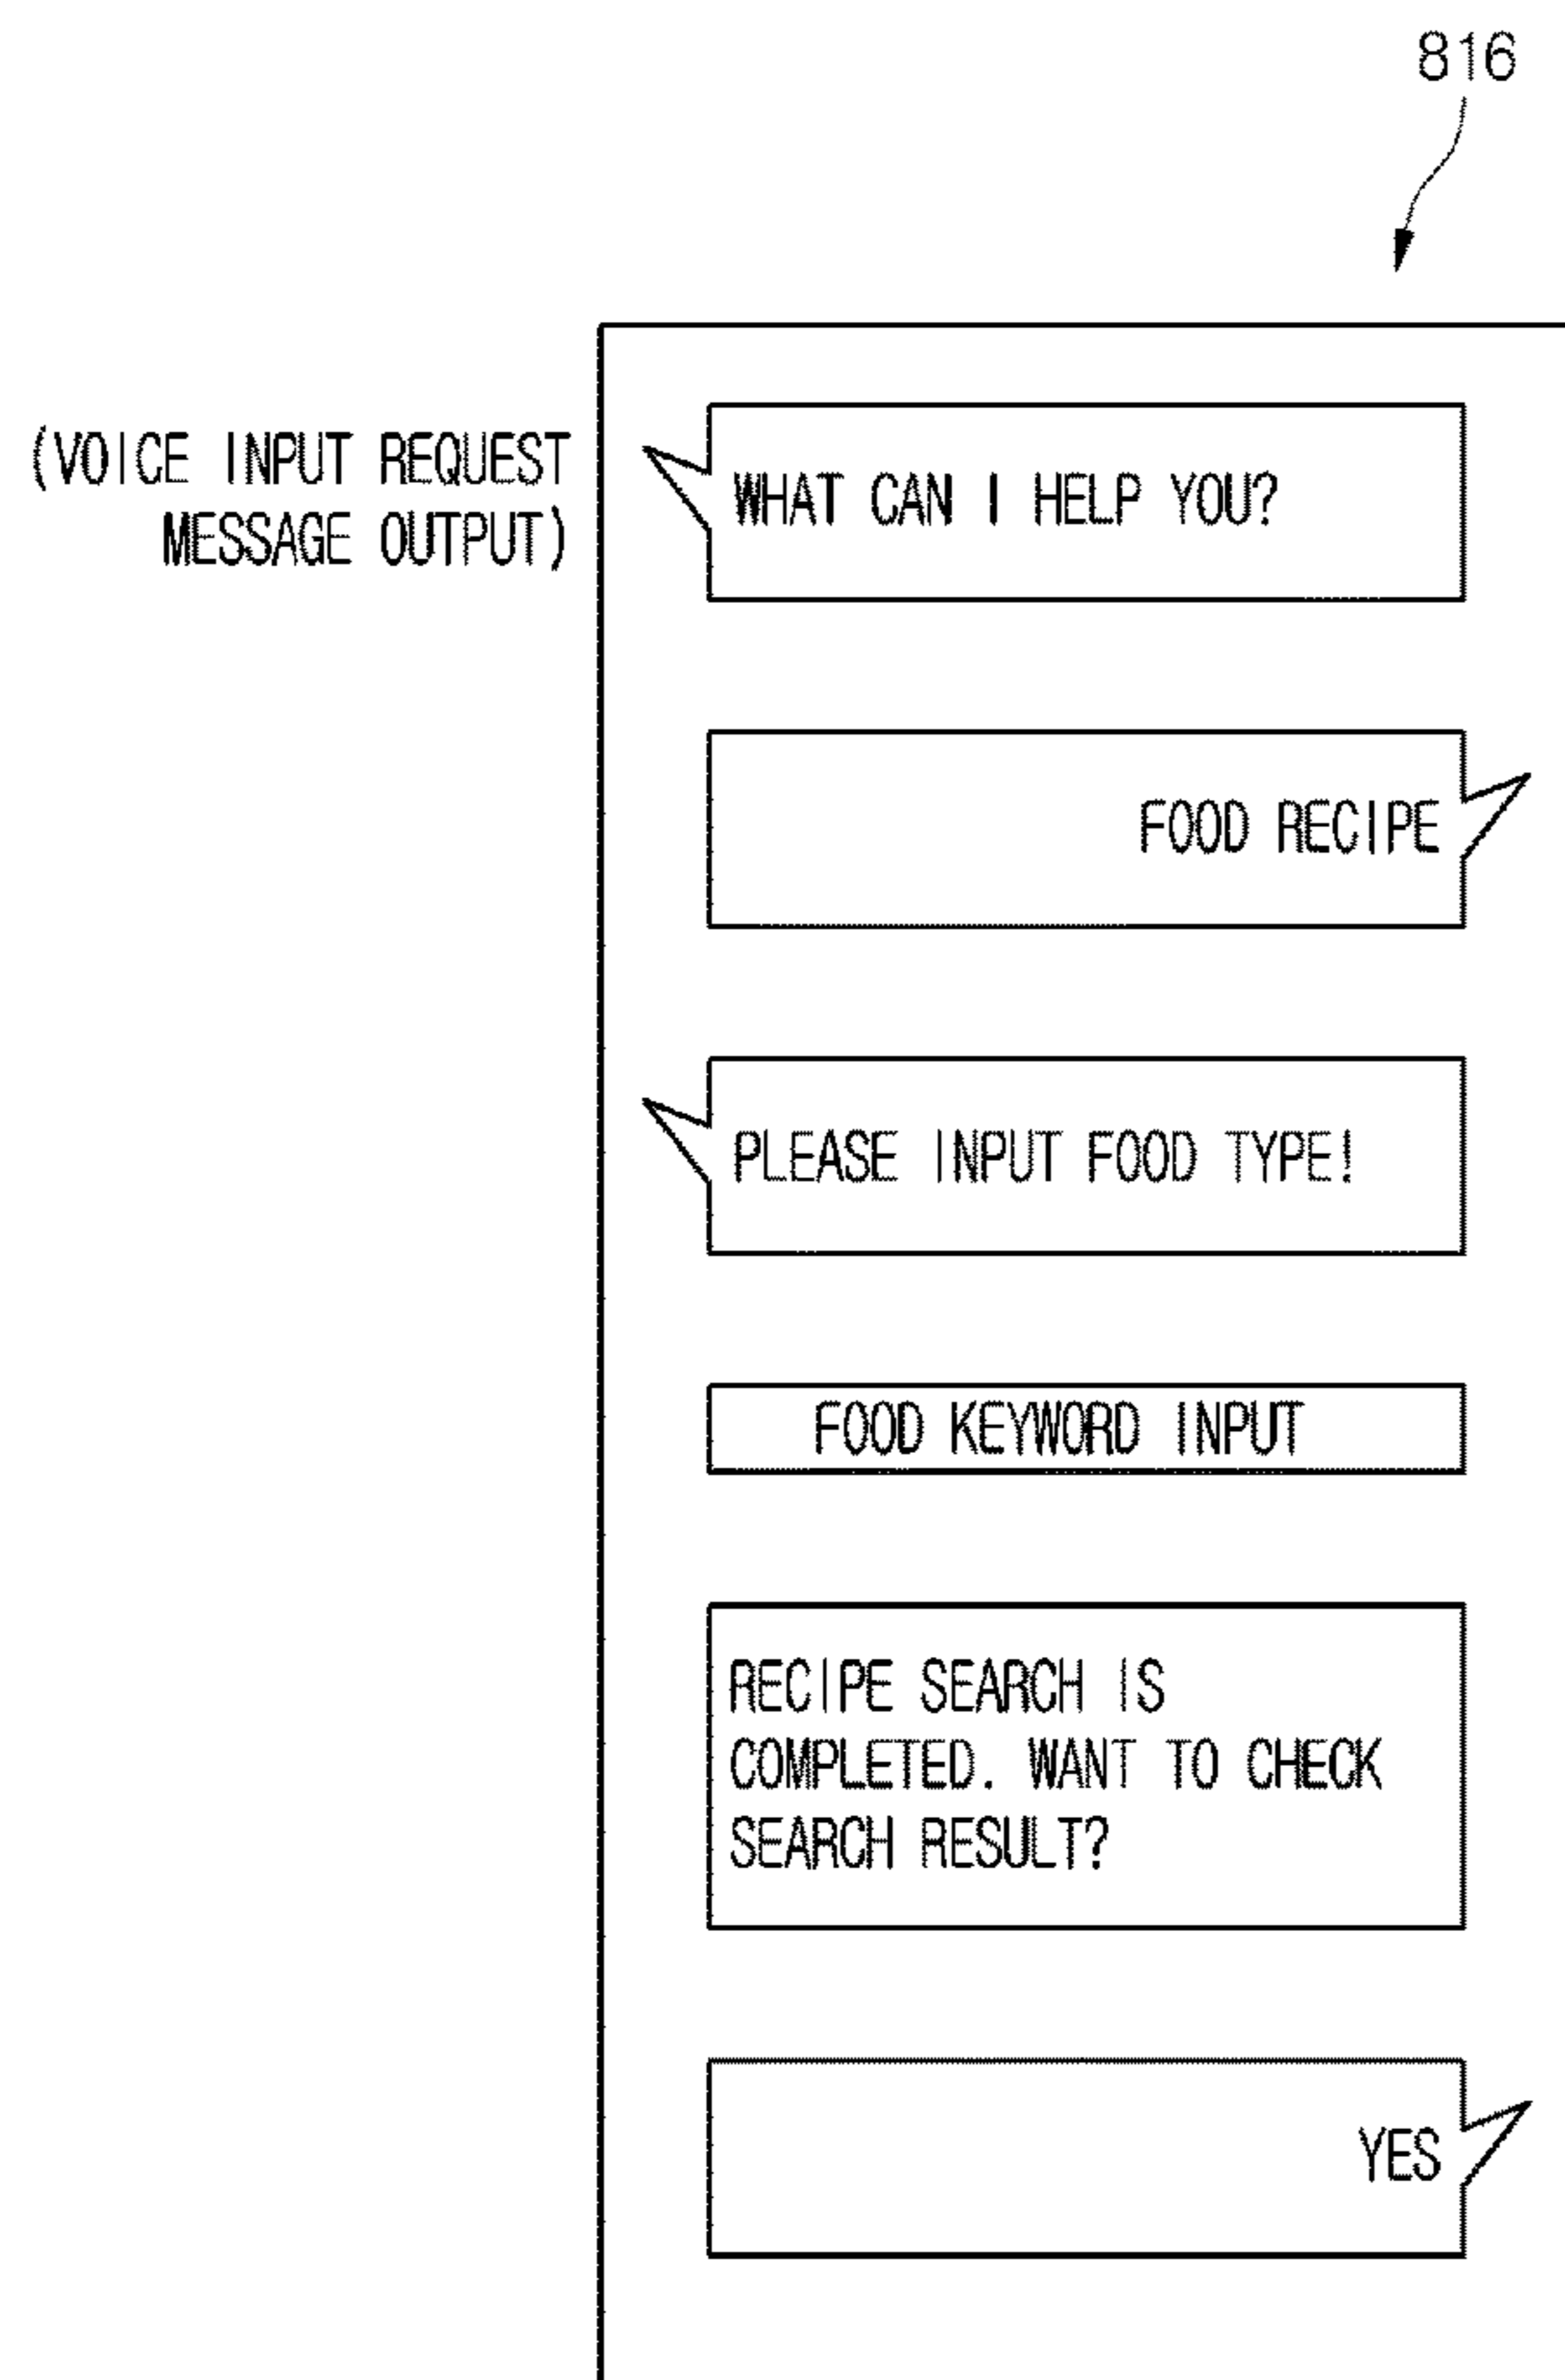 816
(VOICE INPUT REQUEST
MESSAGE OUTPUT)
WHAT CAN I HELP YOU?
FOOD RECIPE
PLEASE INPUT FOOD TYPE!
FOOD KEYWORD INPUT
RECIPE SEARCH IS
COMPLETED. WANT TO CHECK
SEARCH RESULT?
YES